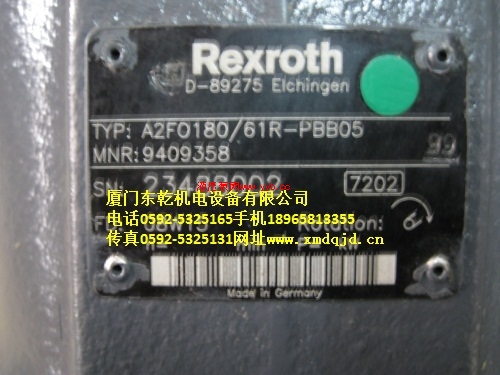 Rexroth
D-89275 Elchingen
TYP: A2FO180/61R-PBB05
MNR: 9409358
99
SN:
7202
厦门东乾机电设备有限公司
电话0592-5325165手机18965813355
Rotation:
传真0592-5325131网址www.xmdqjd.cn
Made in Germany